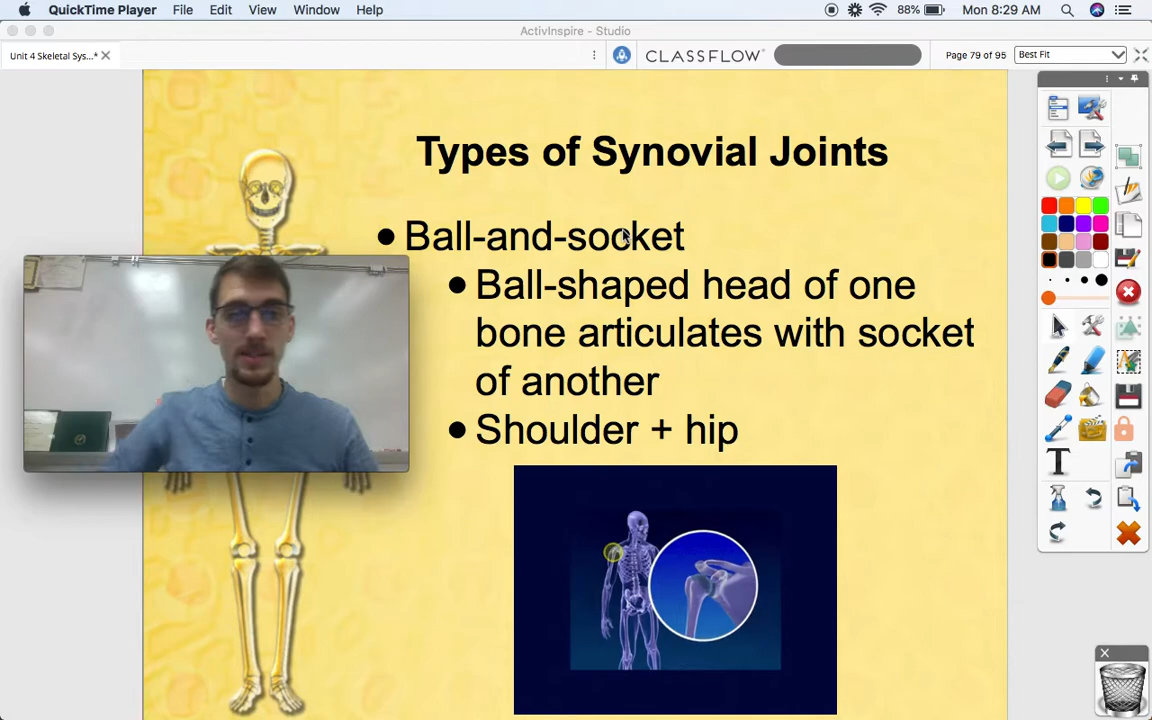 QuickTime Player File Edit View Window Help 88% Mon 8:29 AM
ActivInspire - Studio
Unit 4 Skeletal Sys...* CLASSFLOW Page 79 of 95 Best Fit
Types of Synovial Joints
Ball-and-socket
Ball-shaped head of one
bone articulates with socket
of another
Shoulder + hip
T